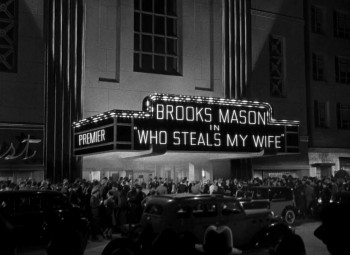 BROOKS MASON
IN
"WHO STEALS MY WIFE"
PREMIER